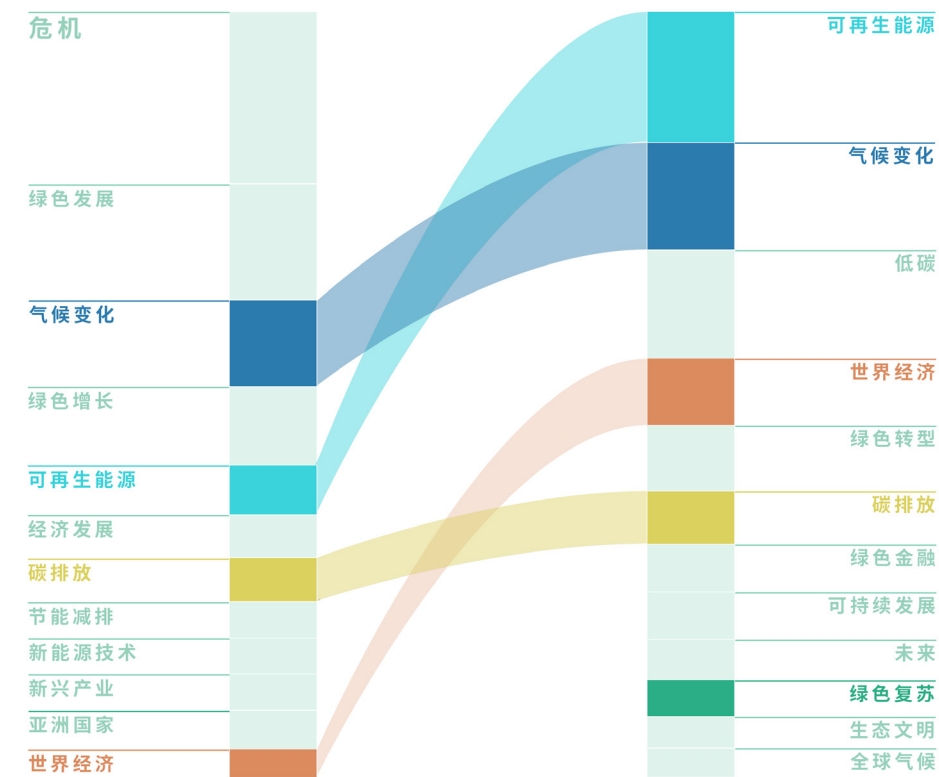 危机
绿色发展
气候变化
绿色增长
可再生能源
经济发展
碳排放
节能减排
新能源技术
新兴产业
亚洲国家
世界经济
可再生能源
气候变化
低碳
世界经济
绿色转型
碳排放
绿色金融
可持续发展
未来
绿色复苏
生态文明
全球气候